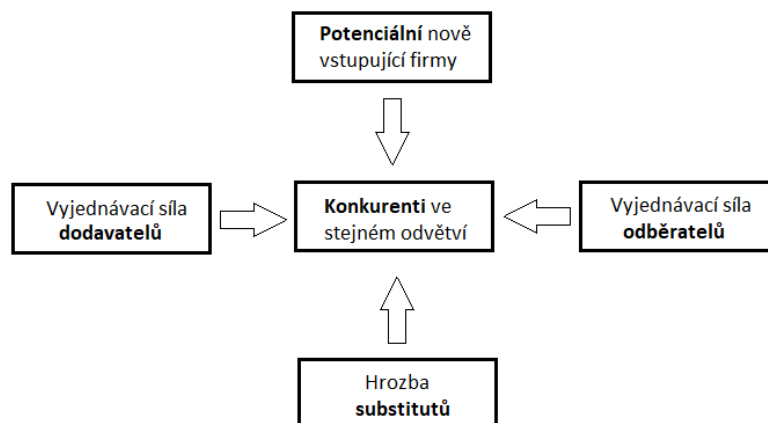 Potenciální nově
vstupující firmy
Vyjednávací síla
dodavatelů
Konkurenti ve
stejném odvětví
Vyjednávací síla
odběratelů
Hrozba
substitutů